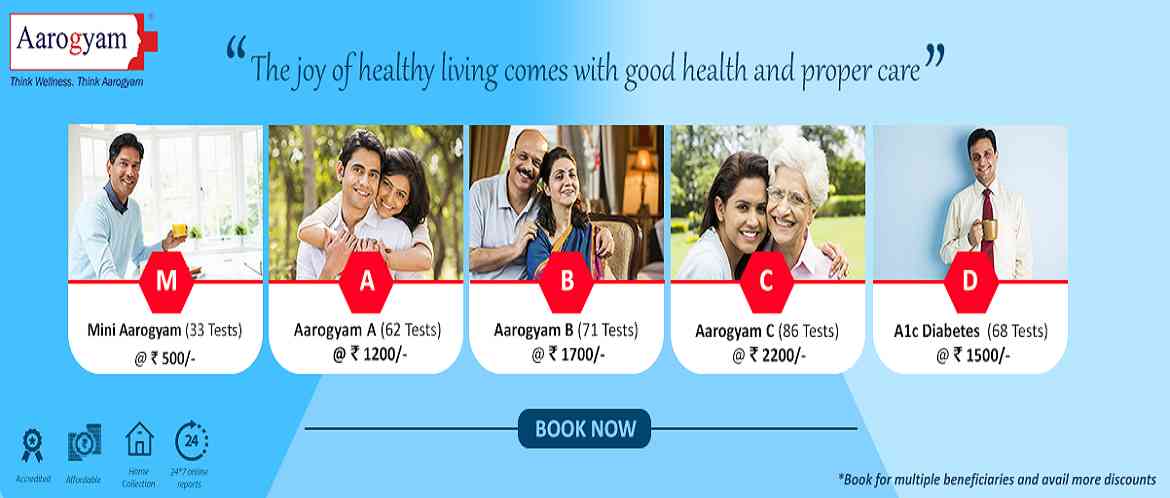 Aarogyam
Think Wellness. Think Aarogyam
“The joy of healthy living comes with good health and proper care”
M
Mini Aarogyam (33 Tests)
@ ₹ 500/-
A
Aarogyam A (62 Tests)
@ ₹ 1200/-
B
Aarogyam B (71 Tests)
@ ₹ 1700/-
C
Aarogyam C (86 Tests)
@ ₹ 2200/-
D
A1c Diabetes (68 Tests)
@ ₹ 1500/-
BOOK NOW
Accredited
₹
Affordable
Home
Collection
24
24*7 online
reports
*Book for multiple beneficiaries and avail more discounts